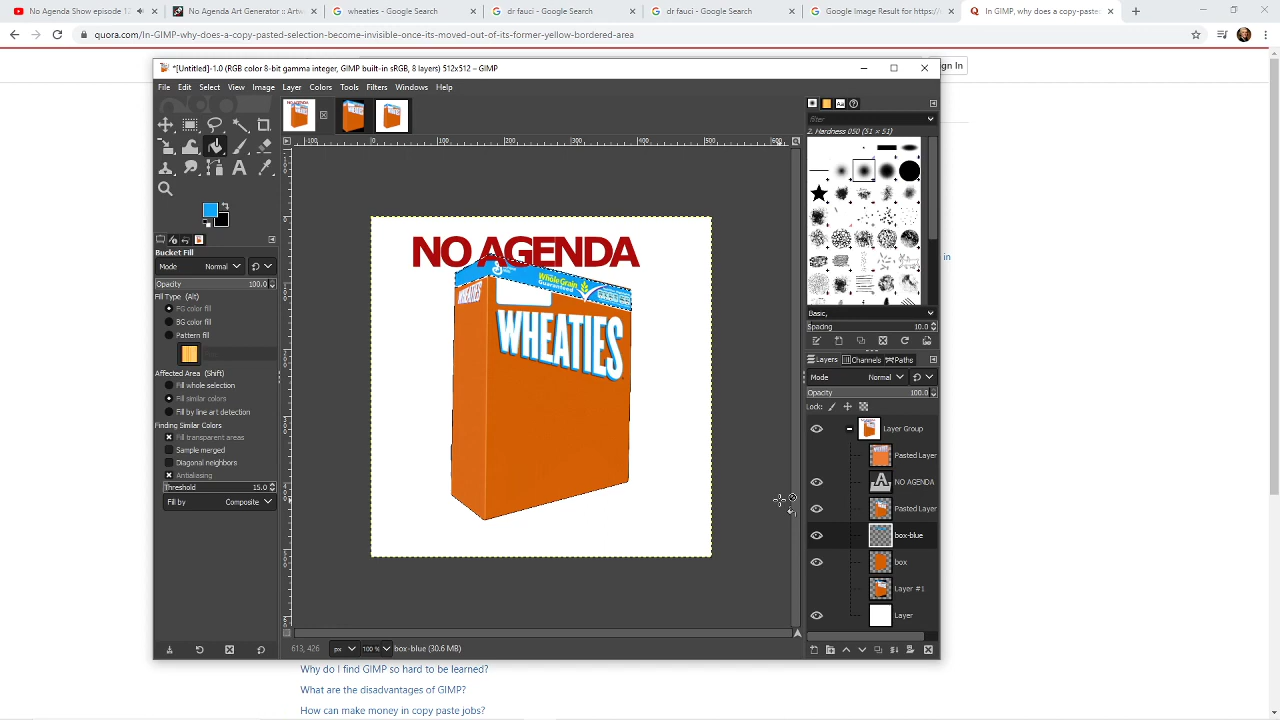 No Agenda Show episode 13
No Agenda Art Generator :: Artwork
wheaties - Google Search
dr fauci - Google Search
dr fauci - Google Search
Google Image Result for https://
In GIMP, why does a copy-paste
quora.com/In-GIMP-why-does-a-copy-pasted-selection-become-invisible-once-its-moved-out-of-its-former-yellow-bordered-area
*[Untitled]-1.0 (RGB color 8-bit gamma integer, GIMP built-in sRGB, 8 layers) 512x512 – GIMP
gn In
File Edit Select View Image Layer Colors Tools Filters Windows Help
filter
2. Hardness 050 (51 × 51)
Bucket Fill
Mode Normal
Opacity 100.0
Fill Type (Alt)
FG color fill
BG color fill
Pattern fill
Affected Area (Shift)
Fill whole selection
Fill similar colors
Fill by line art detection
Finding Similar Colors
Fill transparent areas
Sample merged
Diagonal neighbors
Antialiasing
Threshold 15.0
Fill by Composite
NO AGENDA
Whole Grain
Guaranteed
WHEATIES
WHEATIES
in
Basic,
Spacing 10.0
Layers Channels Paths
Mode Normal
Opacity 100.0
Lock:
Layer Group
Pasted Layer
NO AGENDA
Pasted Layer
box-blue
box
Layer #1
Layer
613, 426 px 100 % box-blue (30.6 MB)
Why do I find GIMP so hard to be learned?
What are the disadvantages of GIMP?
How can make money in copy paste jobs?